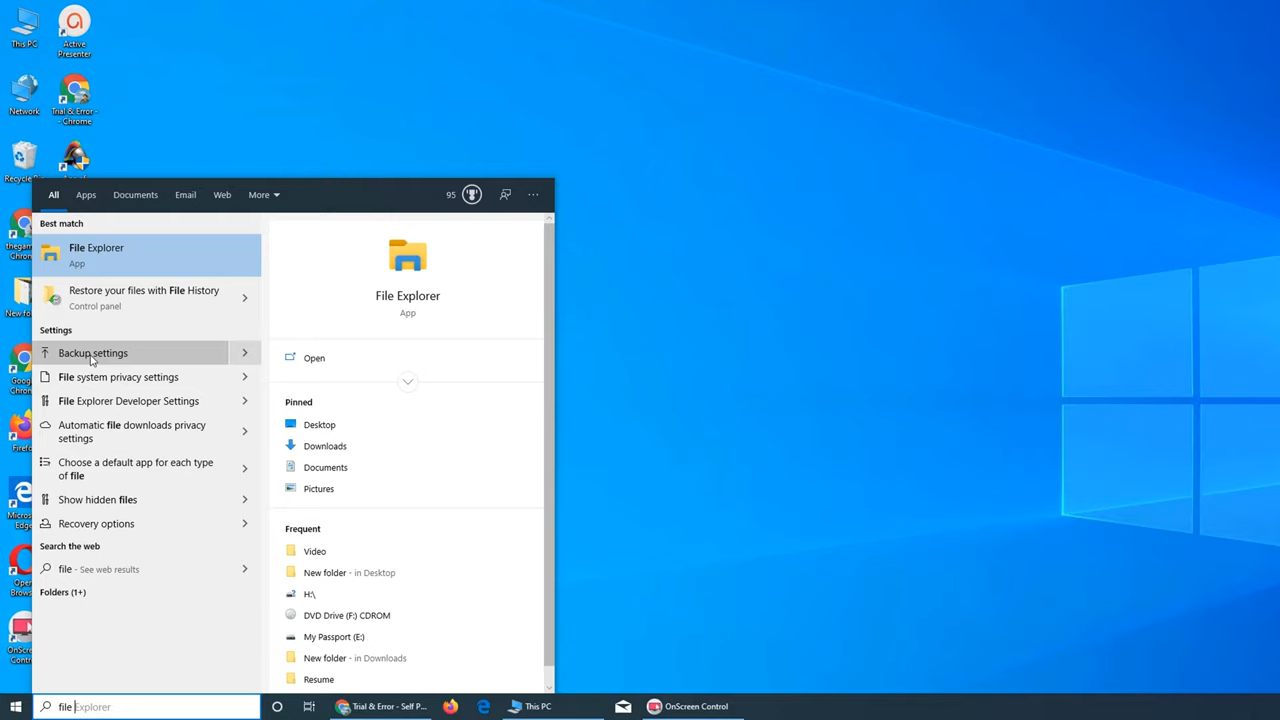 This PC
Active
Presenter
Network
Trial & Error -
- Chrome
All Apps Documents Email Web More 95 ...
Best match
File Explorer
App
Restore your files with File History
Control panel
Settings
Backup settings
File system privacy settings
File Explorer Developer Settings
Automatic file downloads privacy
settings
Choose a default app for each type
of file
Show hidden files
Recovery options
Search the web
file - See web results
Folders (1+)
File Explorer
App
Open
Pinned
Desktop
Downloads
Documents
Pictures
Frequent
Video
New folder - in Desktop
H:\
DVD Drive (F:) CDROM
My Passport (E:)
New folder - in Downloads
Resume
file Explorer
Trial & Error - Self P...
This PC
OnScreen Control